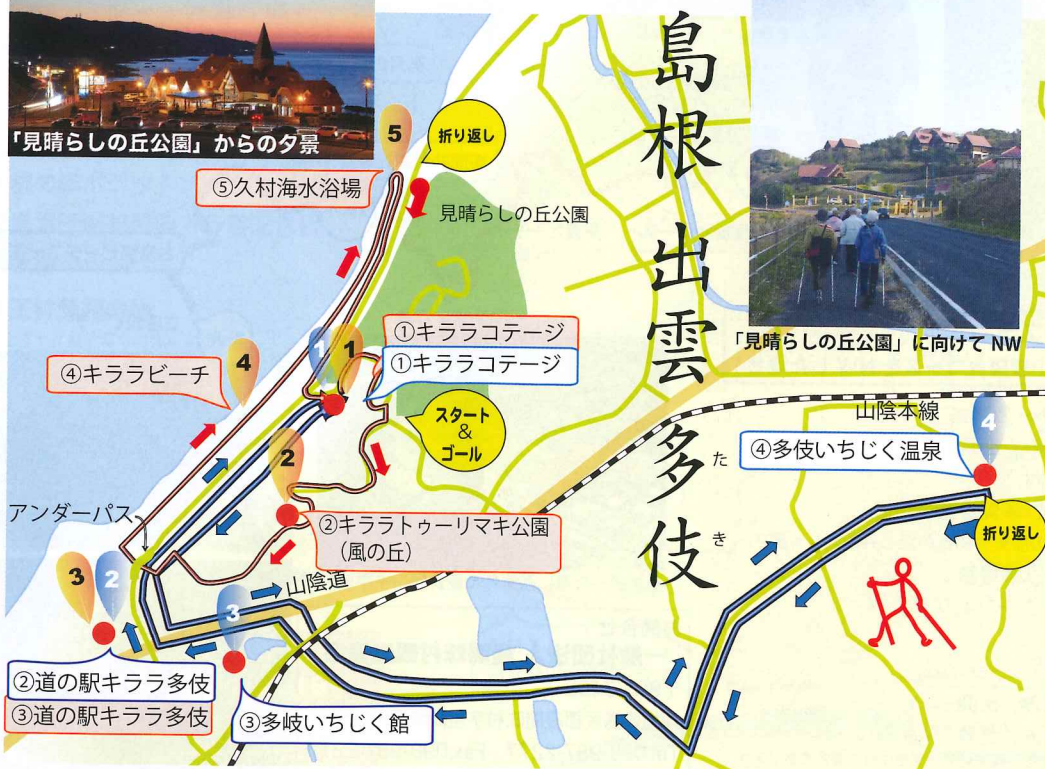 「見晴らしの丘公園」からの夕景
島根 出雲多伎
たき
「見晴らしの丘公園」に向けて NW
5
折り返し
⑤久村海水浴場
見晴らしの丘公園
①キララコテージ
①キララコテージ
1
1
④キララビーチ
4
スタート
&
ゴール
2
②キララトゥーリマキ公園
(風の丘)
山陰本線
4
④多伎いちじく温泉
折り返し
アンダーパス
山陰道
3
2
3
②道の駅キララ多伎
③道の駅キララ多伎
③多岐いちじく館